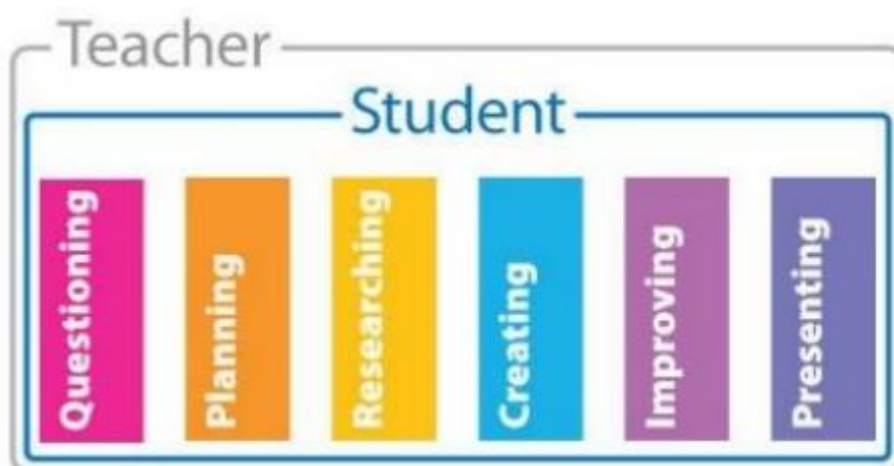 Teacher
Student
Questioning
Planning
Researching
Creating
Improving
Presenting